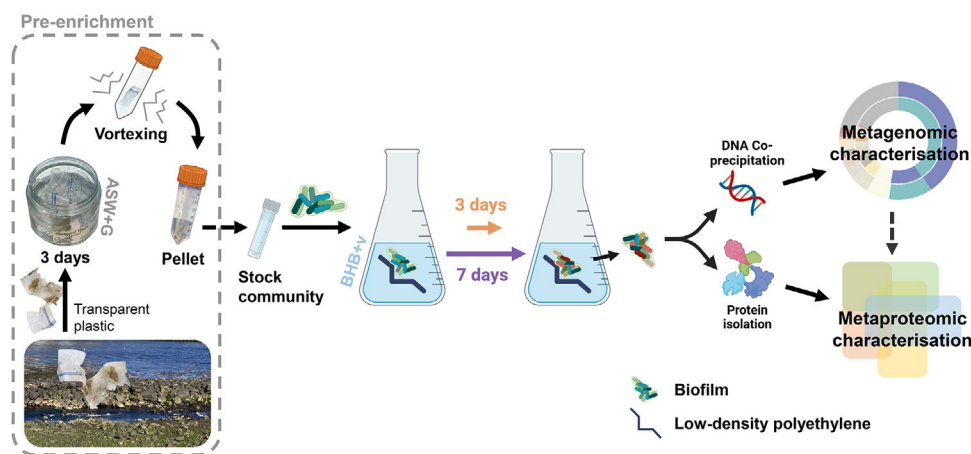 Pre-enrichment
Vortexing
ASW+G
3 days
Pellet
Transparent
plastic
Stock
community
BHB+v
3 days
7 days
DNA Co-
precipitation
Protein
isolation
Metagenomic
characterisation
Metaproteomic
characterisation
Biofilm
Low-density polyethylene